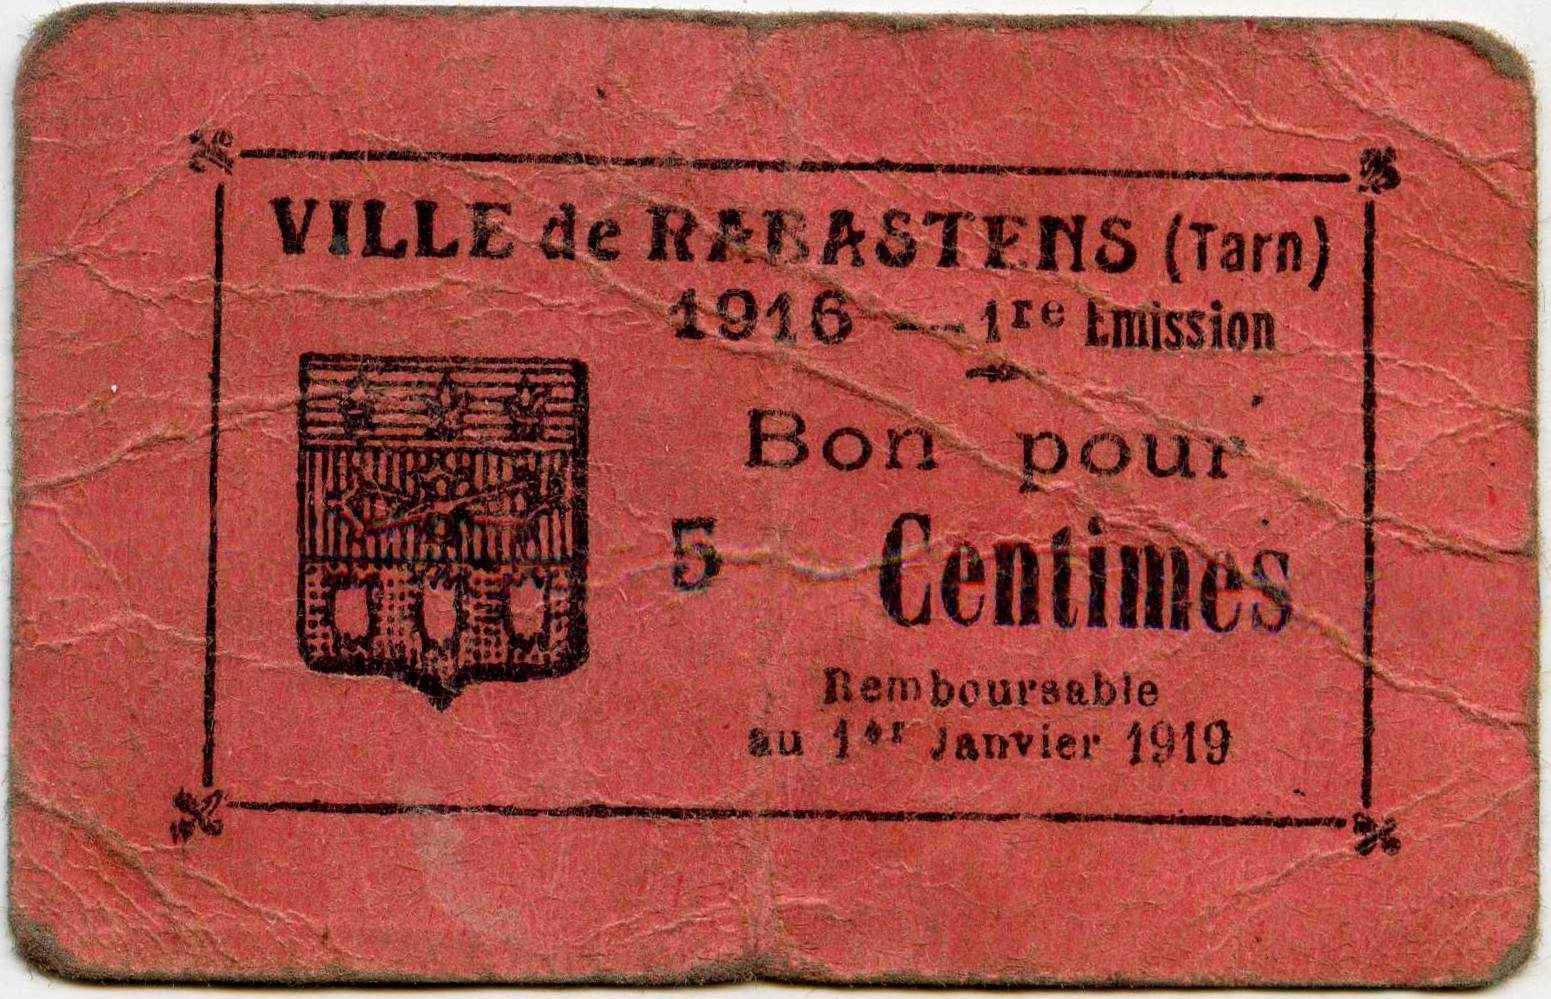 VILLE de RABASTENS (Tarn)
1916 — 1re Emission
Bon pour
5 Centimes
Remboursable
au 1er Janvier 1919